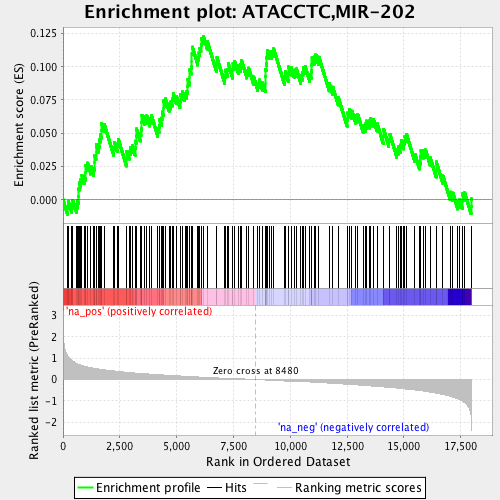 Enrichment plot: ATACCTC,MIR-202
Enrichment score (ES)
0.125
0.100
0.075
0.050
0.025
0.000
'na_pos' (positively correlated)
Ranked list metric (PreRanked)
3
2
1
0
-1
-2
Zero cross at 8480
'na_neg' (negatively correlated)
0
2,500
5,000
7,500
10,000
12,500
15,000
17,500
Rank in Ordered Dataset
Enrichment profile
Hits
Ranking metric scores